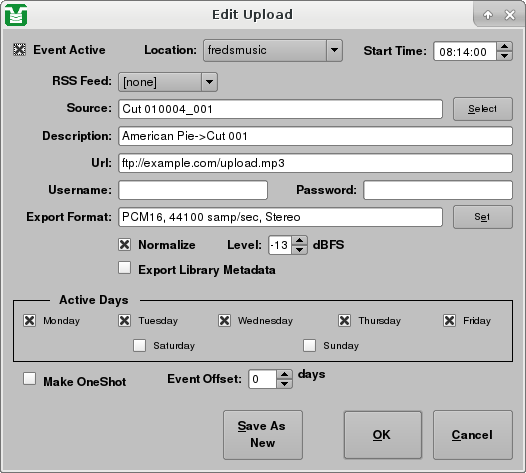 Edit Upload
Event Active Location: fredsmusic Start Time: 08:14:00
RSS Feed: [none]
Source: Cut 010004_001 Select
Description: American Pie->Cut 001
Url: ftp://example.com/upload.mp3
Username: Password:
Export Format: PCM16, 44100 samp/sec, Stereo Set
Normalize Level: -13 dBFS
Export Library Metadata
Active Days
Monday Tuesday Wednesday Thursday Friday
Saturday Sunday
Make OneShot Event Offset: 0 days
Save As
New
OK Cancel